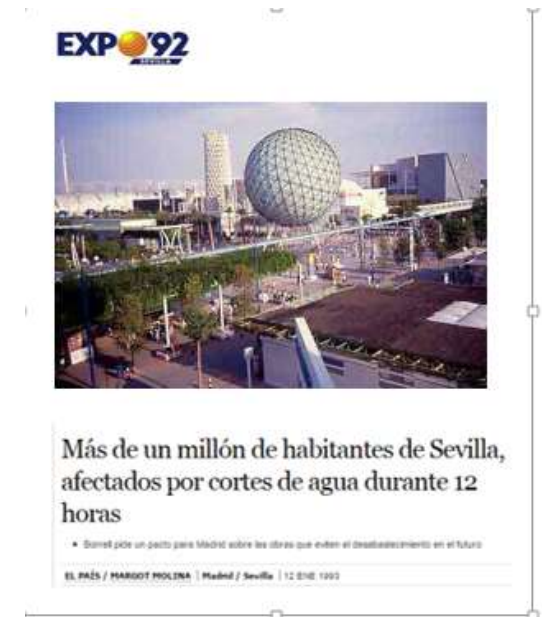 EXPO'92
SEVILLA
Más de un millón de habitantes de Sevilla,
afectados por cortes de agua durante 12
horas
• Borrell pide un pacto para Madrid sobre las obras que eviten el desabastecimiento en el futuro
EL PAÍS / MARGOT MOLINA | Madrid / Sevilla | 12 ENE 1993